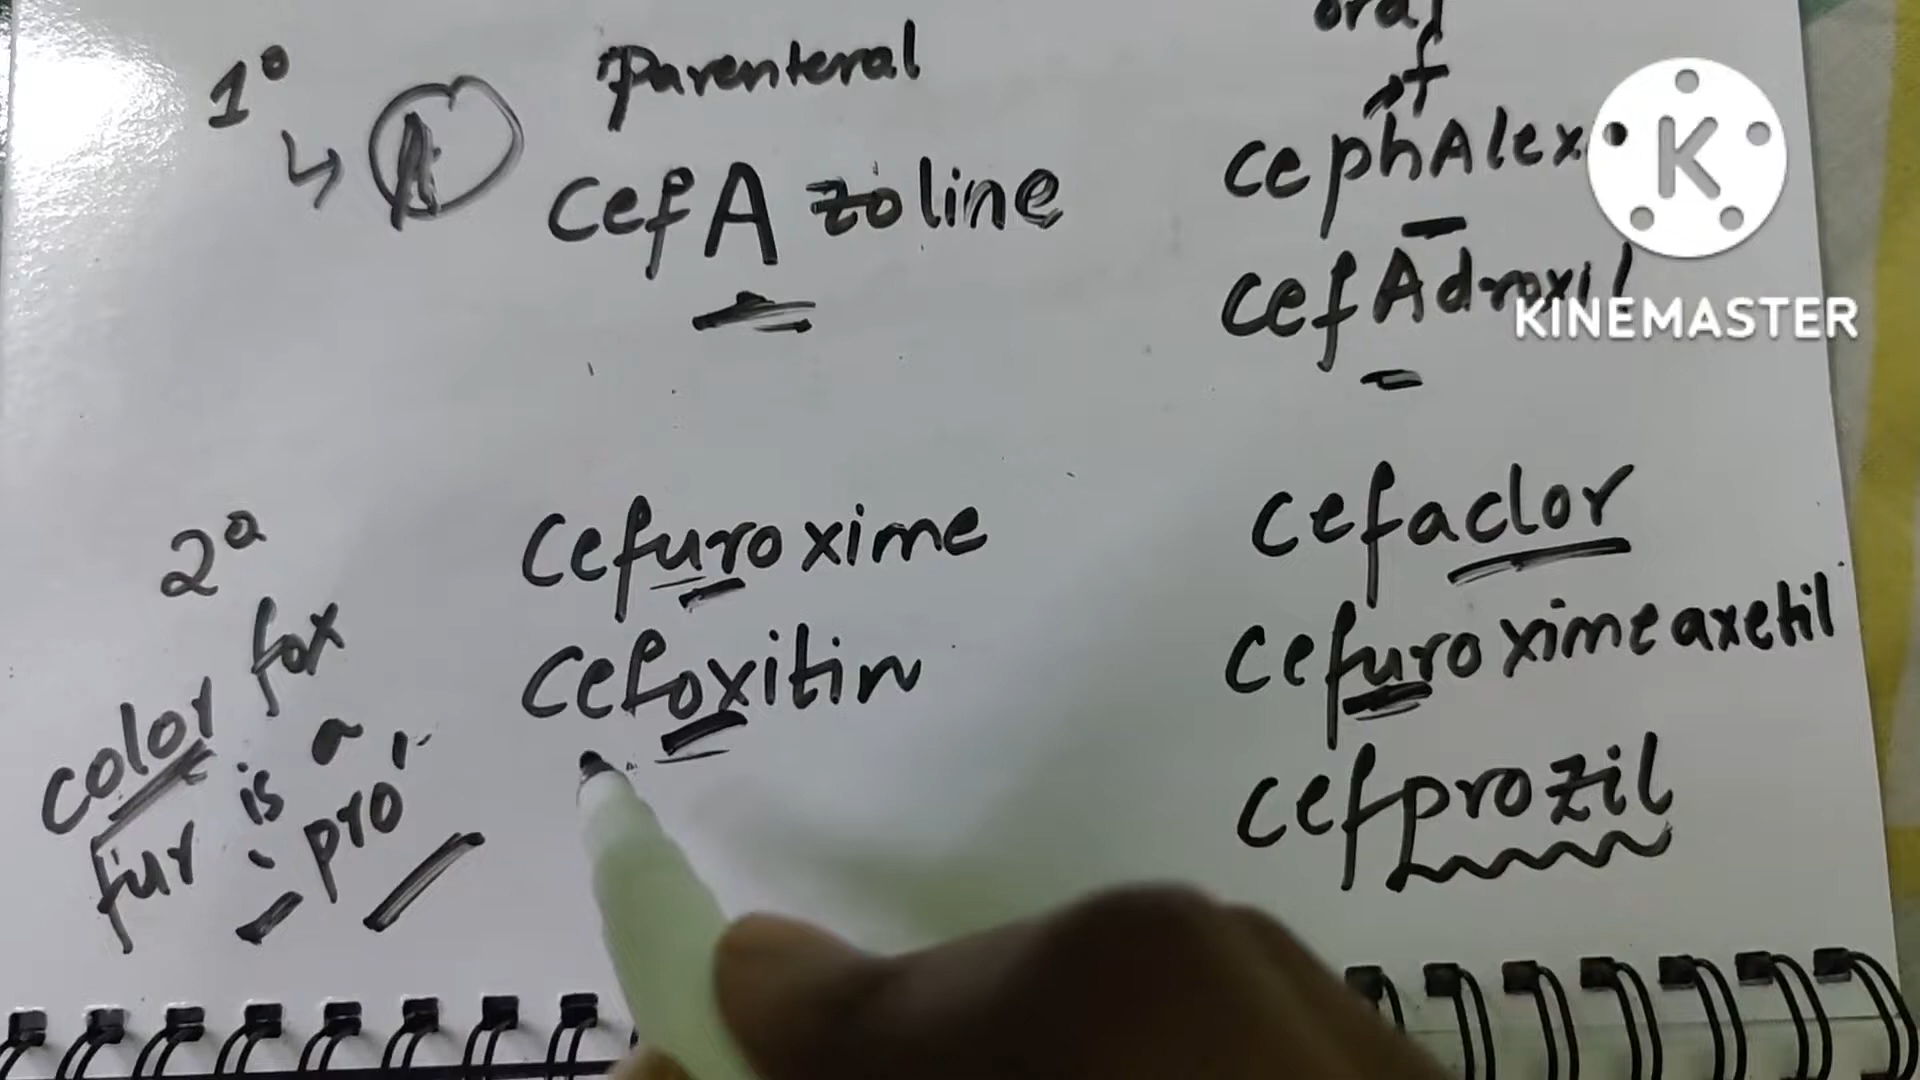 oral
1° Parenteral
f
↳ A cefAzoline cephAlex
K
cefAdroxil
KINEMASTER
2° cefuroxime cefaclor
fox cefoxitin cefuroxime axetil
color is a
fur pro cefprozil